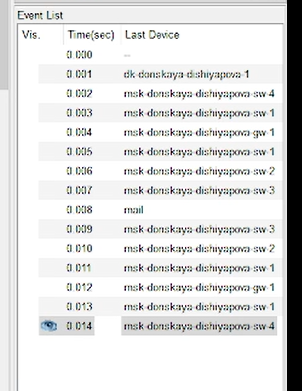 Event List
Vis. Time(sec) Last Device
0.000 --
0.001 dk-donskaya-dishiyapova-1
0.002 msk-donskaya-dishiyapova-sw-4
0.003 msk-donskaya-dishiyapova-sw-1
0.004 msk-donskaya-dishiyapova-gw-1
0.005 msk-donskaya-dishiyapova-sw-1
0.006 msk-donskaya-dishiyapova-sw-2
0.007 msk-donskaya-dishiyapova-sw-3
0.008 mail
0.009 msk-donskaya-dishiyapova-sw-3
0.010 msk-donskaya-dishiyapova-sw-2
0.011 msk-donskaya-dishiyapova-sw-1
0.012 msk-donskaya-dishiyapova-gw-1
0.013 msk-donskaya-dishiyapova-sw-1
0.014 msk-donskaya-dishiyapova-sw-4